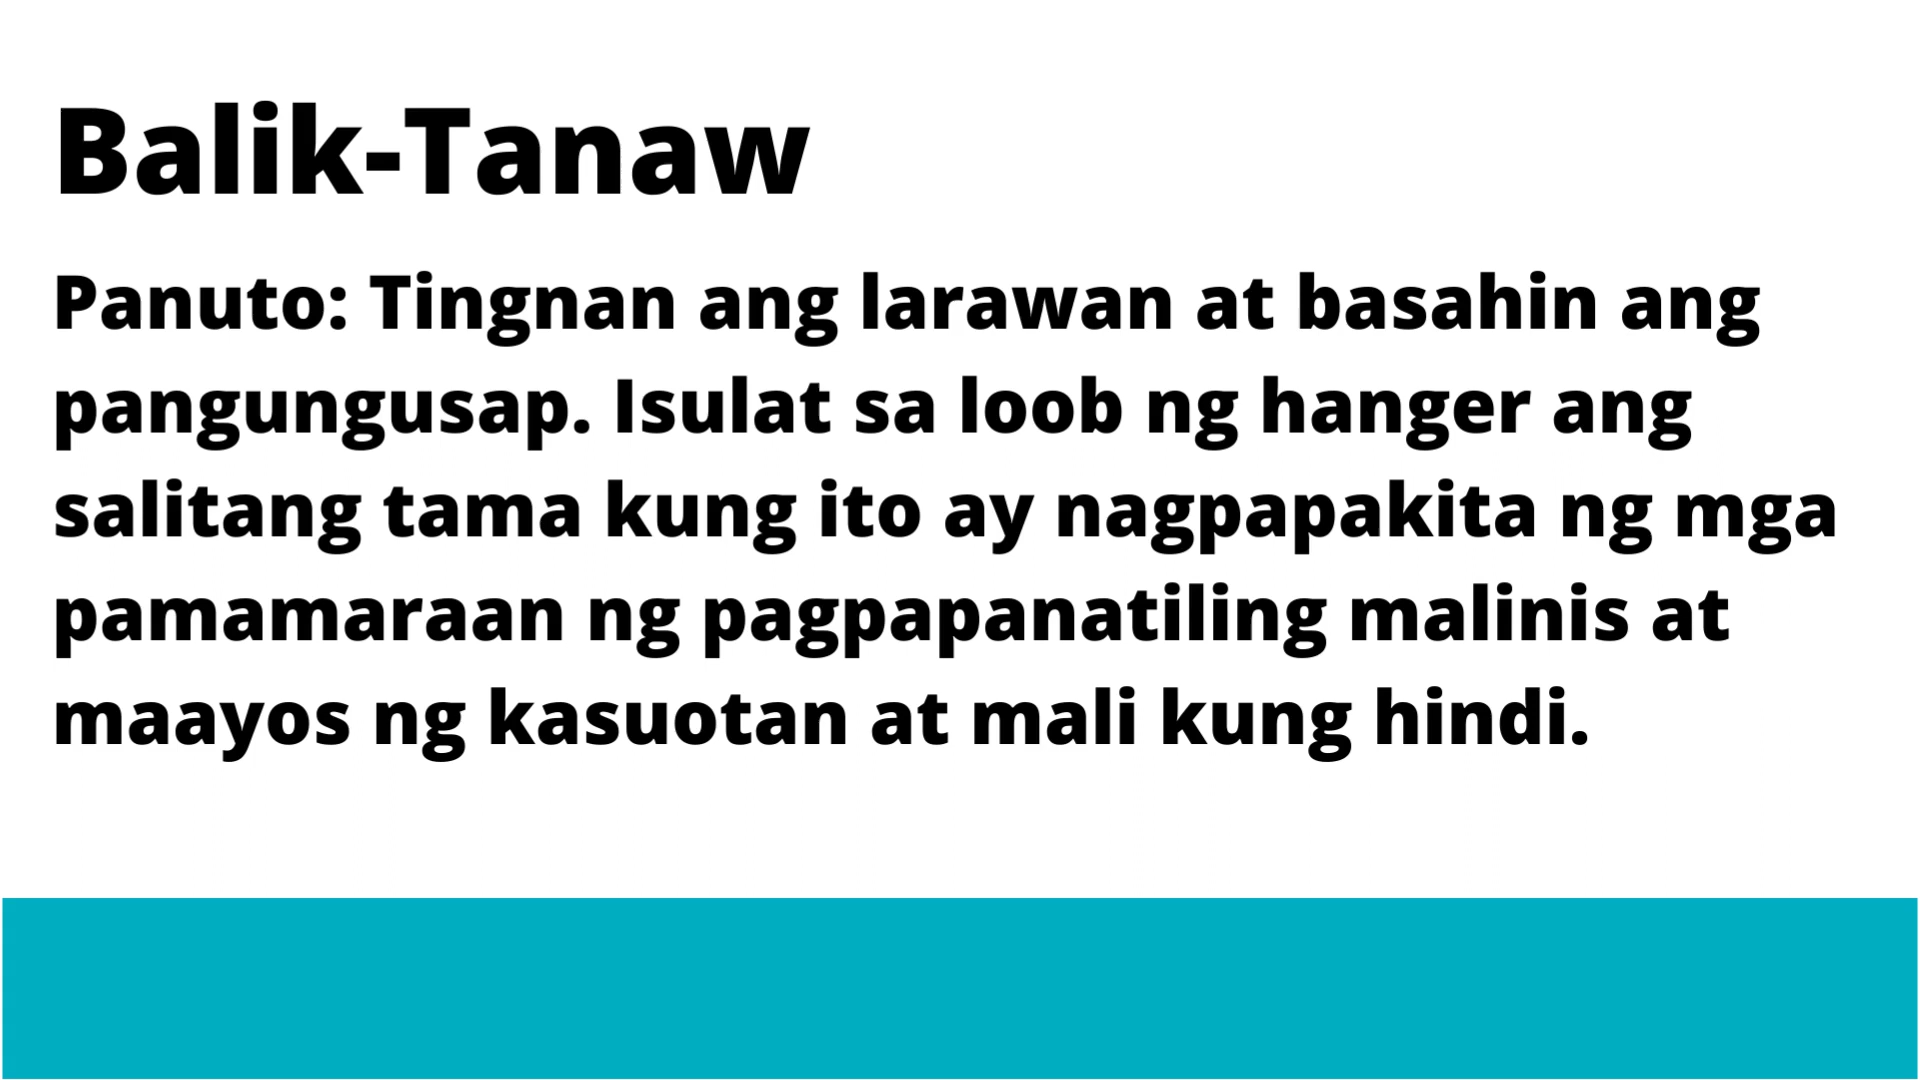 Balik-Tanaw
Panuto: Tingnan ang larawan at basahin ang
pangungusap. Isulat sa loob ng hanger ang
salitang tama kung ito ay nagpapakita ng mga
pamamaraan ng pagpapanatiling malinis at
maayos ng kasuotan at mali kung hindi.